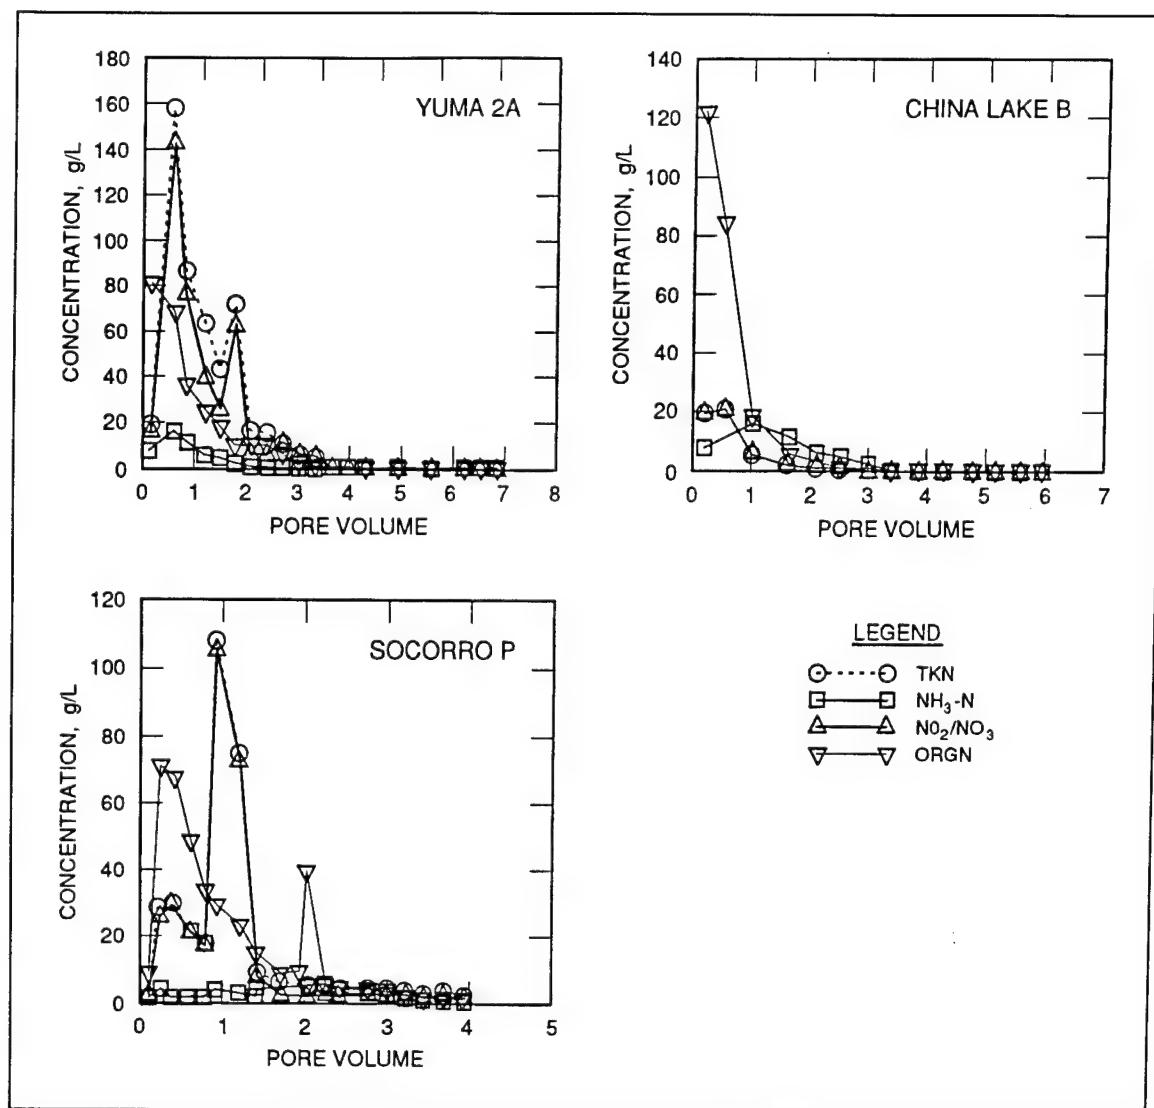 YUMA 2A
CONCENTRATION, g/L
180
160
140
120
100
80
60
40
20
0
0 1 2 3 4 5 6 7 8
PORE VOLUME
CHINA LAKE B
CONCENTRATION, g/L
140
120
100
80
60
40
20
0
0 1 2 3 4 5 6 7
PORE VOLUME
SOCORRO P
CONCENTRATION, g/L
120
100
80
60
40
20
0
0 1 2 3 4 5
PORE VOLUME
LEGEND
TKN
NH₃-N
N0₂/NO₃
ORGN